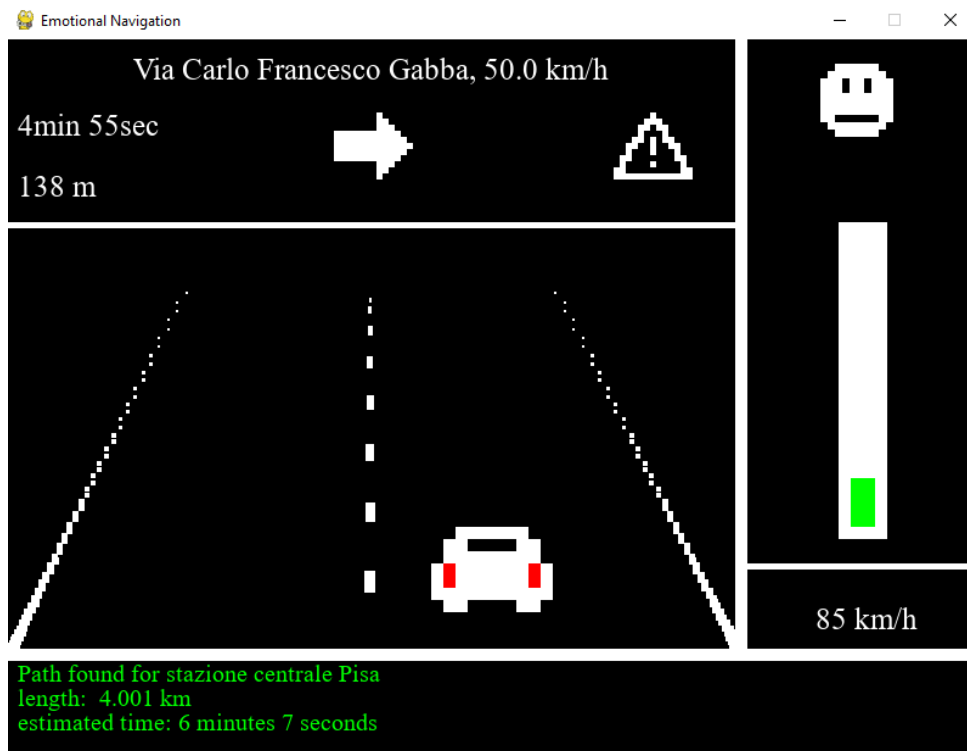 Emotional Navigation
Via Carlo Francesco Gabba, 50.0 km/h
4min 55sec
138 m
85 km/h
Path found for stazione centrale Pisa
length: 4.001 km
estimated time: 6 minutes 7 seconds